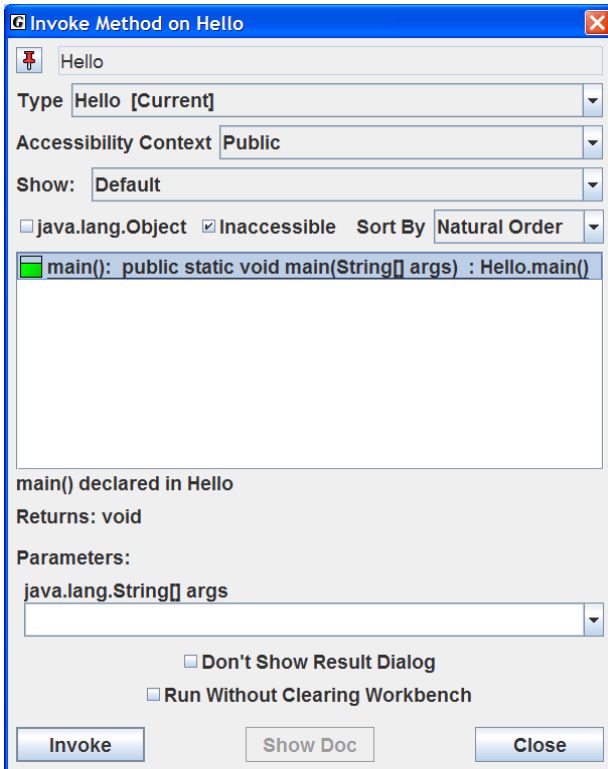 G Invoke Method on Hello
Hello
Type Hello [Current]
Accessibility Context Public
Show: Default
java.lang.Object Inaccessible Sort By Natural Order
main(): public static void main(String[] args) : Hello.main()
main() declared in Hello
Returns: void
Parameters:
java.lang.String[] args
Don't Show Result Dialog
Run Without Clearing Workbench
Invoke Show Doc Close